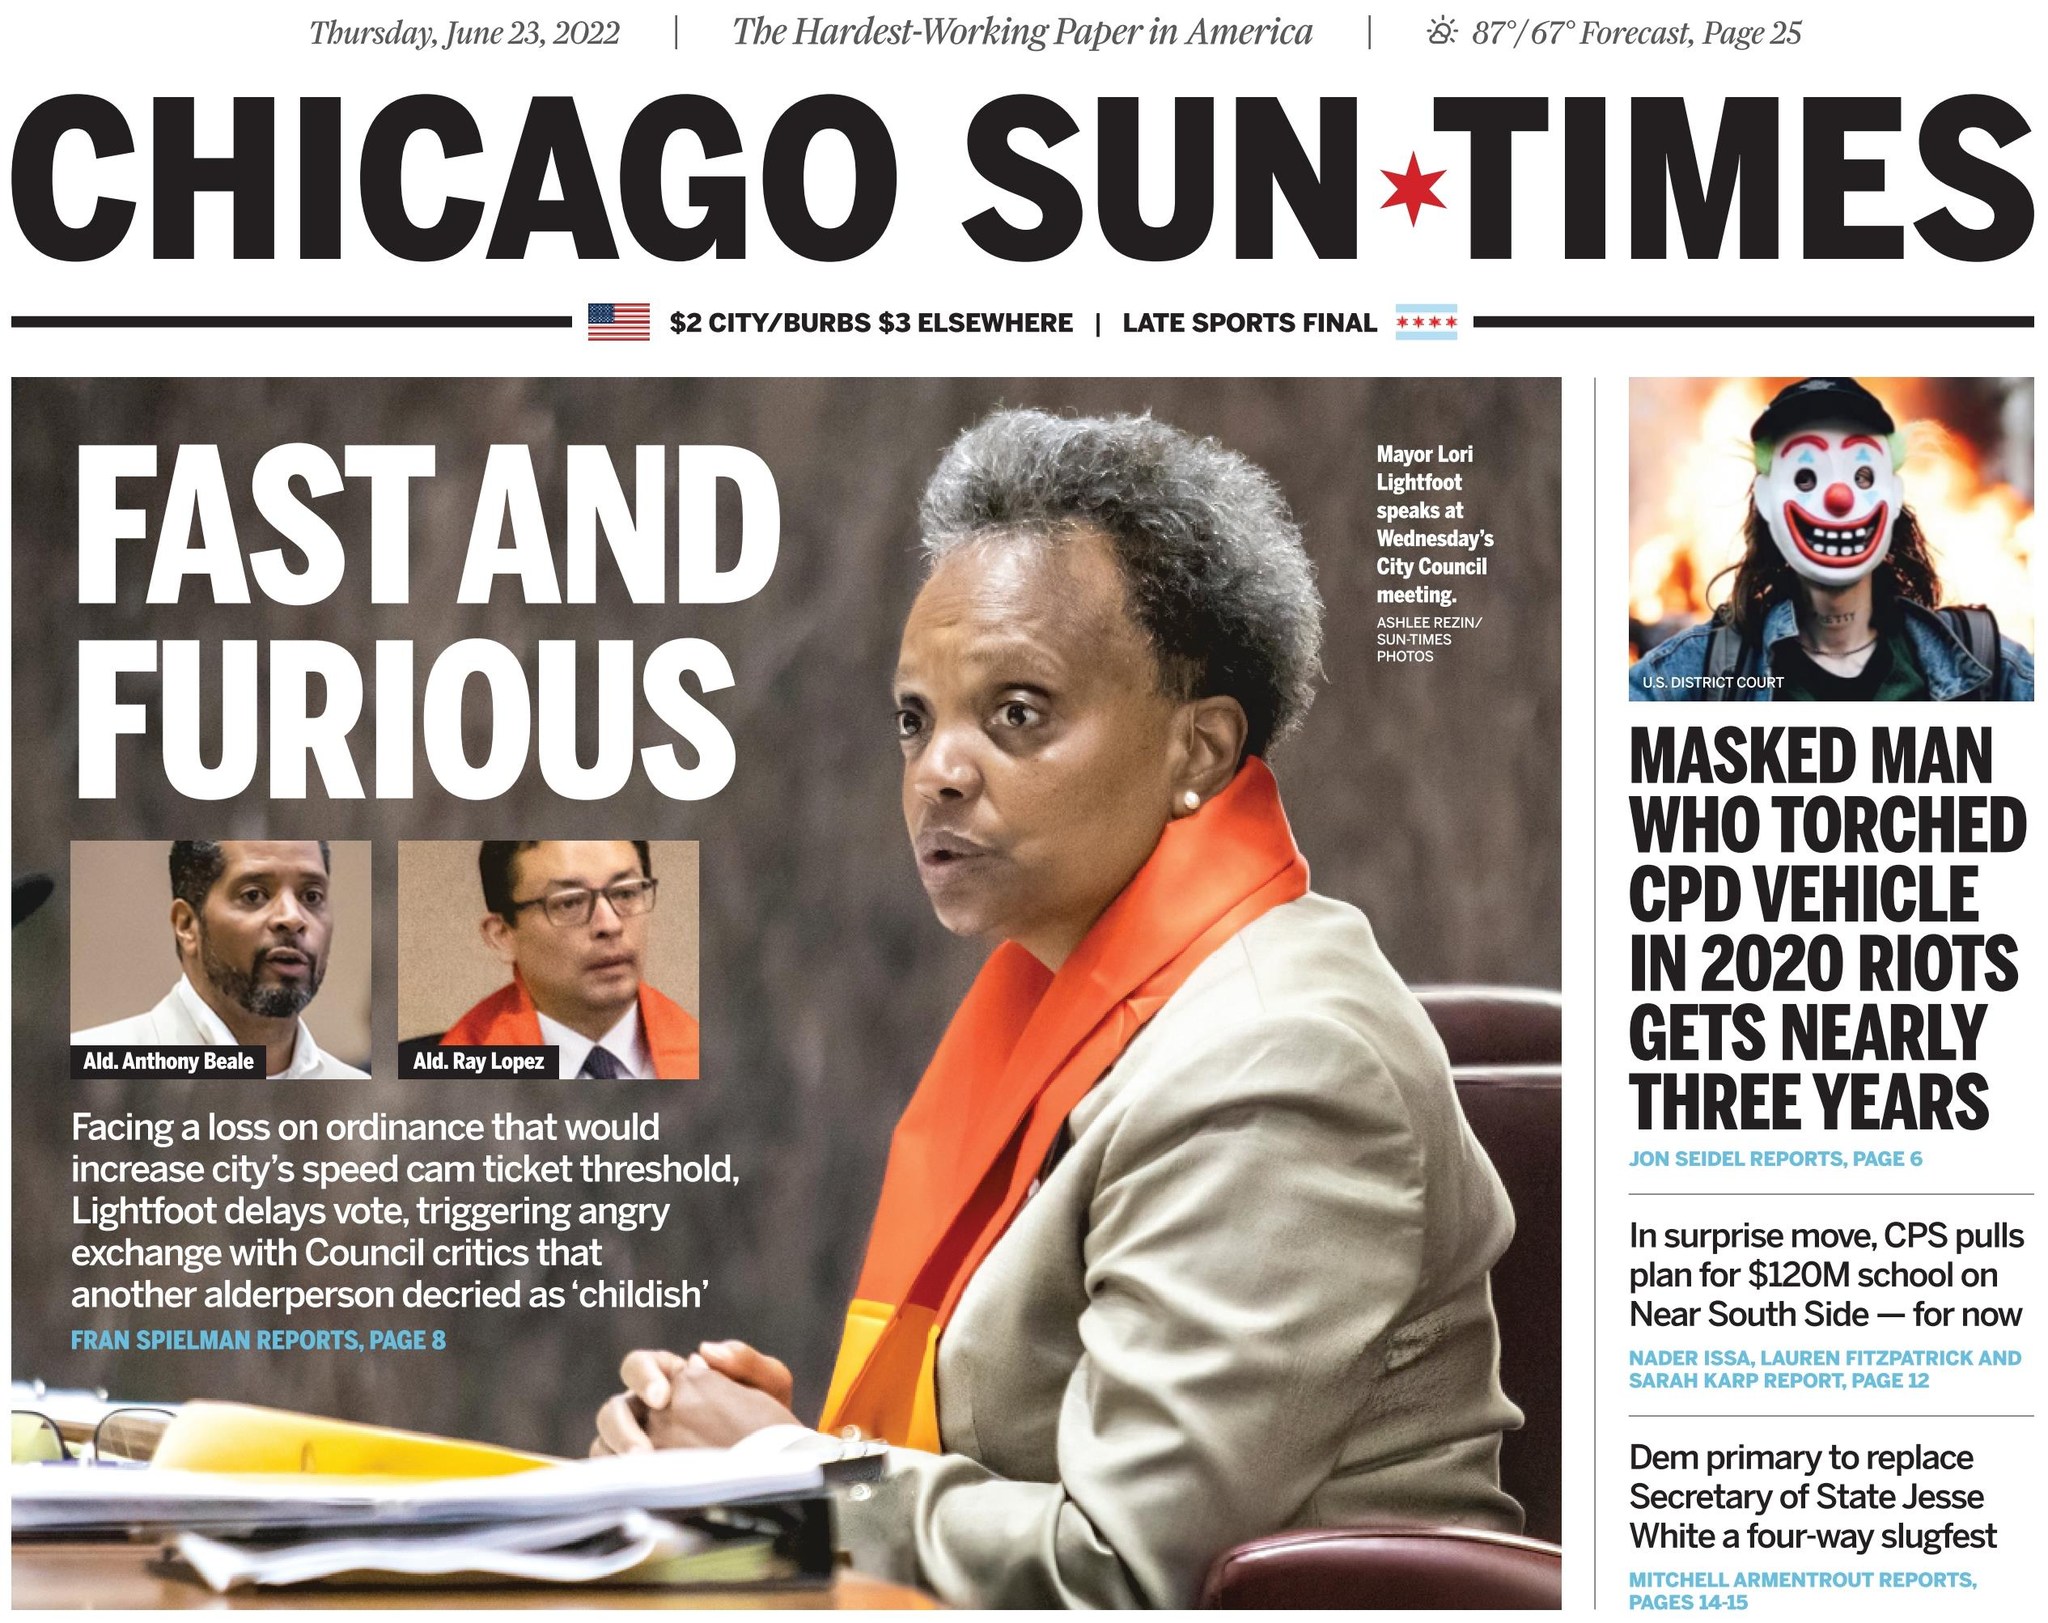 Thursday, June 23, 2022 | The Hardest-Working Paper in America | 87°/67° Forecast, Page 25
CHICAGO SUN★TIMES
$2 CITY/BURBS $3 ELSEWHERE | LATE SPORTS FINAL
FAST AND
FURIOUS
Mayor Lori
Lightfoot
speaks at
Wednesday's
City Council
meeting.
ASHLEE REZIN/
SUN-TIMES
PHOTOS
Ald. Anthony Beale
Ald. Ray Lopez
Facing a loss on ordinance that would
increase city's speed cam ticket threshold,
Lightfoot delays vote, triggering angry
exchange with Council critics that
another alderperson decried as ‘childish’
FRAN SPIELMAN REPORTS, PAGE 8
U.S. DISTRICT COURT
MASKED MAN
WHO TORCHED
CPD VEHICLE
IN 2020 RIOTS
GETS NEARLY
THREE YEARS
JON SEIDEL REPORTS, PAGE 6
In surprise move, CPS pulls
plan for $120M school on
Near South Side — for now
NADER ISSA, LAUREN FITZPATRICK AND
SARAH KARP REPORT, PAGE 12
Dem primary to replace
Secretary of State Jesse
White a four-way slugfest
MITCHELL ARMENTROUT REPORTS,
PAGES 14-15